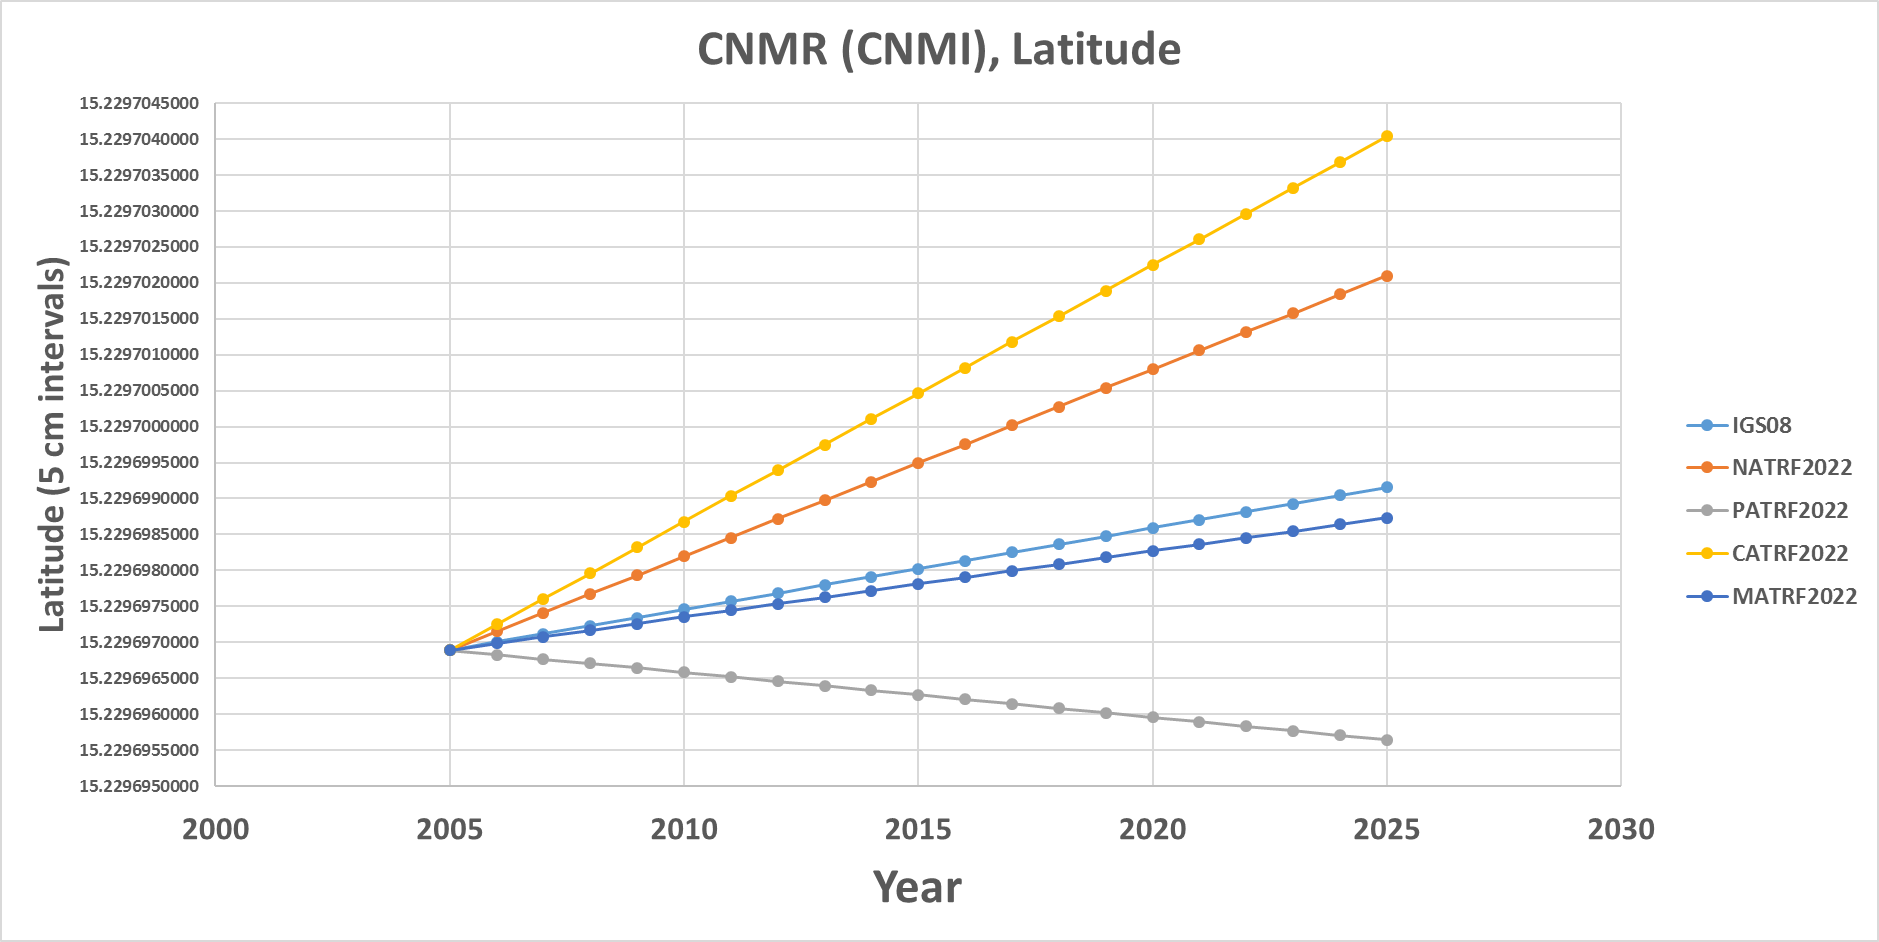 CNMR (CNMI), Latitude
Latitude (5 cm intervals)
15.2297045000
15.2297040000
15.2297035000
15.2297030000
15.2297025000
15.2297020000
15.2297015000
15.2297010000
15.2297005000
15.2297000000
15.2296995000
15.2296990000
15.2296985000
15.2296980000
15.2296975000
15.2296970000
15.2296965000
15.2296960000
15.2296955000
15.2296950000
2000 2005 2010 2015 2020 2025 2030
Year
IGS08
NATRF2022
PATRF2022
CATRF2022
MATRF2022